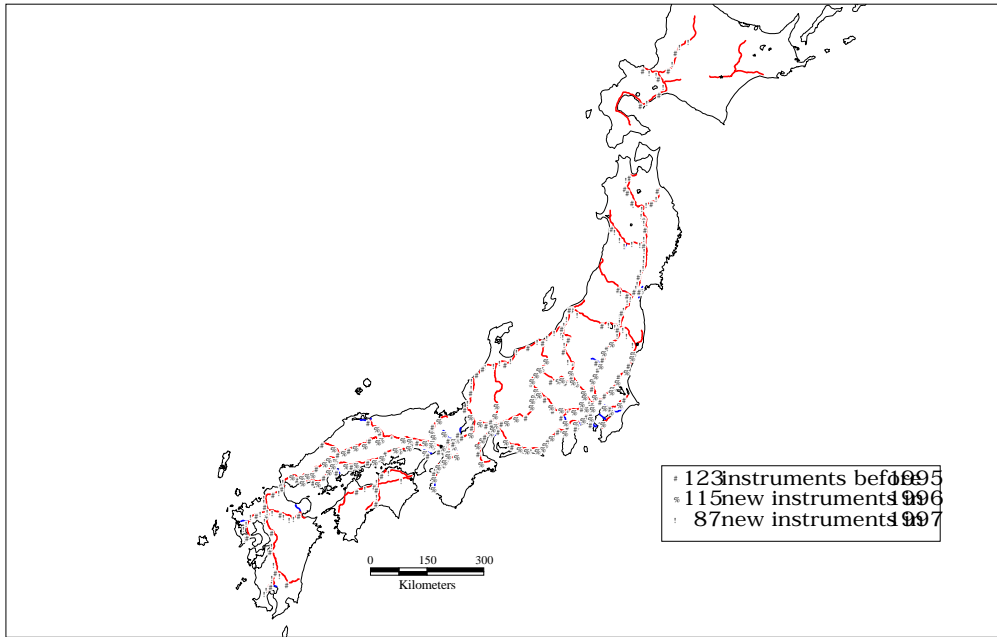 # 123 instruments before 1995
% 115 new instruments in 1996
! 87 new instruments in 1997
0 150 300
Kilometers